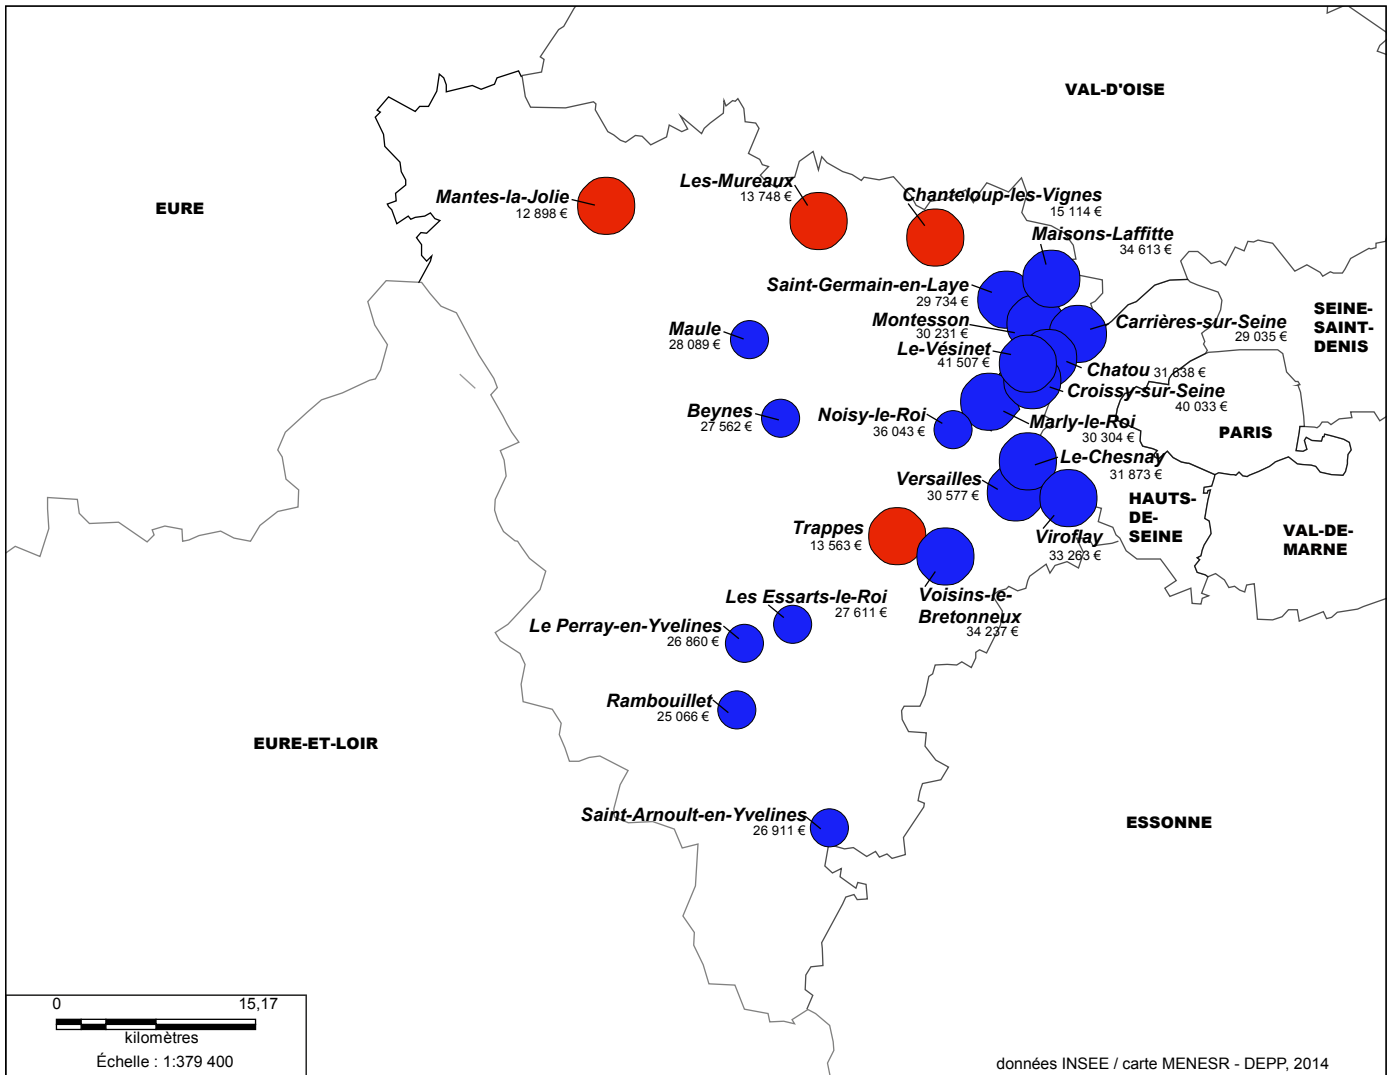 VAL-D'OISE
EURE
Mantes-la-Jolie
12 898 €
Les-Mureaux
13 748 €
Chanteloup-les-Vignes
15 114 €
Maisons-Laffitte
34 613 €
Saint-Germain-en-Laye
29 734 €
Montesson
30 231 €
Carrières-sur-Seine
29 035 €
SEINE-
SAINT-
DENIS
Maule
28 089 €
Le-Vésinet
41 507 €
Chatou 31 638 €
Croissy-sur-Seine
40 033 €
Beynes
27 562 €
Noisy-le-Roi
36 043 €
Marly-le-Roi
30 304 €
PARIS
Le-Chesnay
31 873 €
Versailles
30 577 €
HAUTS-
DE-
SEINE
Viroflay
33 263 €
VAL-DE-
MARNE
Trappes
13 563 €
Voisins-le-
Bretonneux
34 237 €
Les Essarts-le-Roi
27 611 €
Le Perray-en-Yvelines
26 860 €
Rambouillet
25 066 €
EURE-ET-LOIR
Saint-Arnoult-en-Yvelines
26 911 €
ESSONNE
0 15,17
kilomètres
Échelle : 1:379 400
données INSEE / carte MENESR - DEPP, 2014